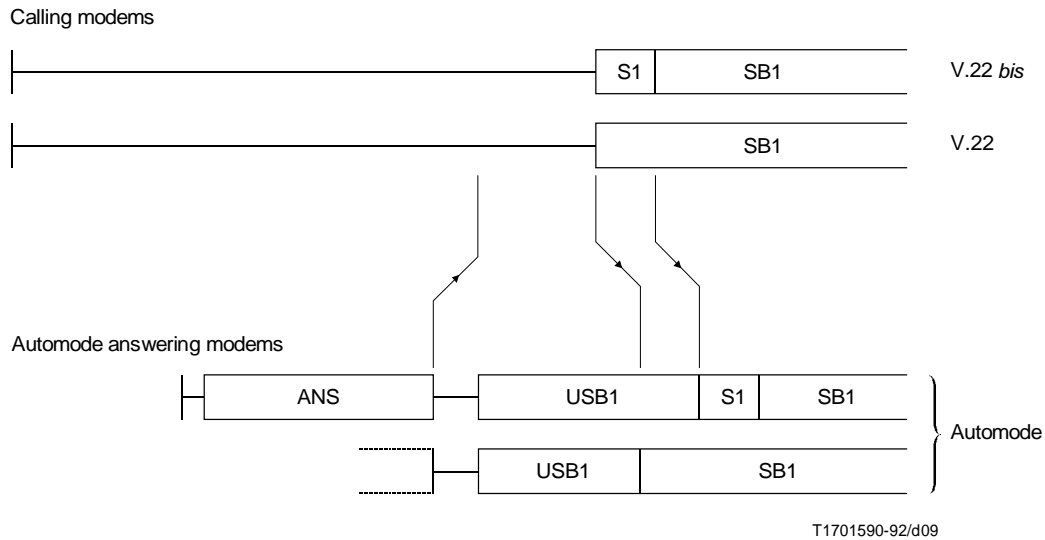 Calling modems
S1 SB1 V.22 bis
SB1 V.22
Automode answering modems
ANS USB1 S1 SB1
Automode
USB1 SB1
T1701590-92/d09